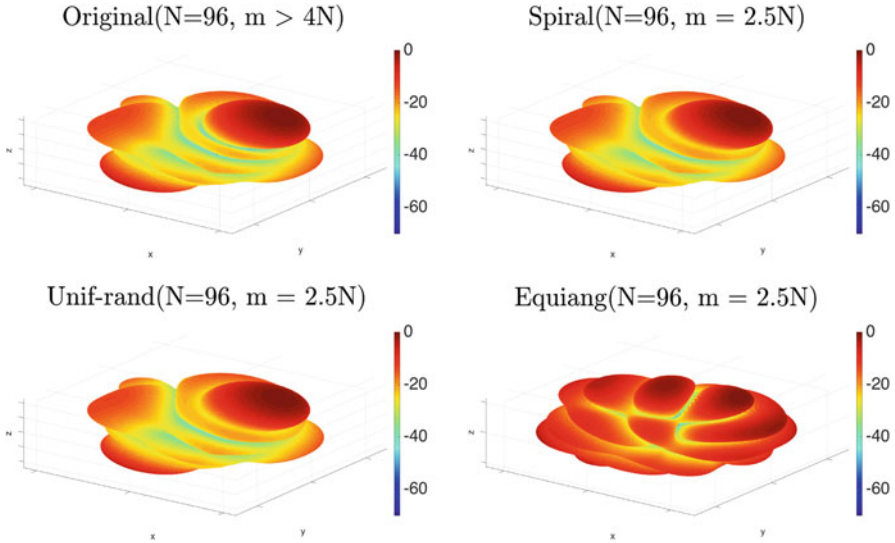 Original(N=96, m > 4N)
Spiral(N=96, m = 2.5N)
0
-20
-40
-60
z
x
y
0
-20
-40
-60
z
x
y
Unif-rand(N=96, m = 2.5N)
Equiang(N=96, m = 2.5N)
0
-20
-40
-60
z
x
y
0
-20
-40
-60
z
x
y